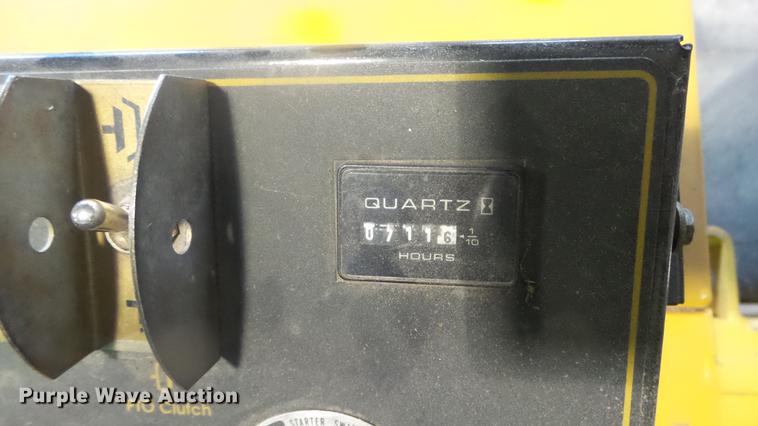 QUARTZ
07116 1/10
HOURS
PTO Clutch
STARTER
Purple Wave Auction